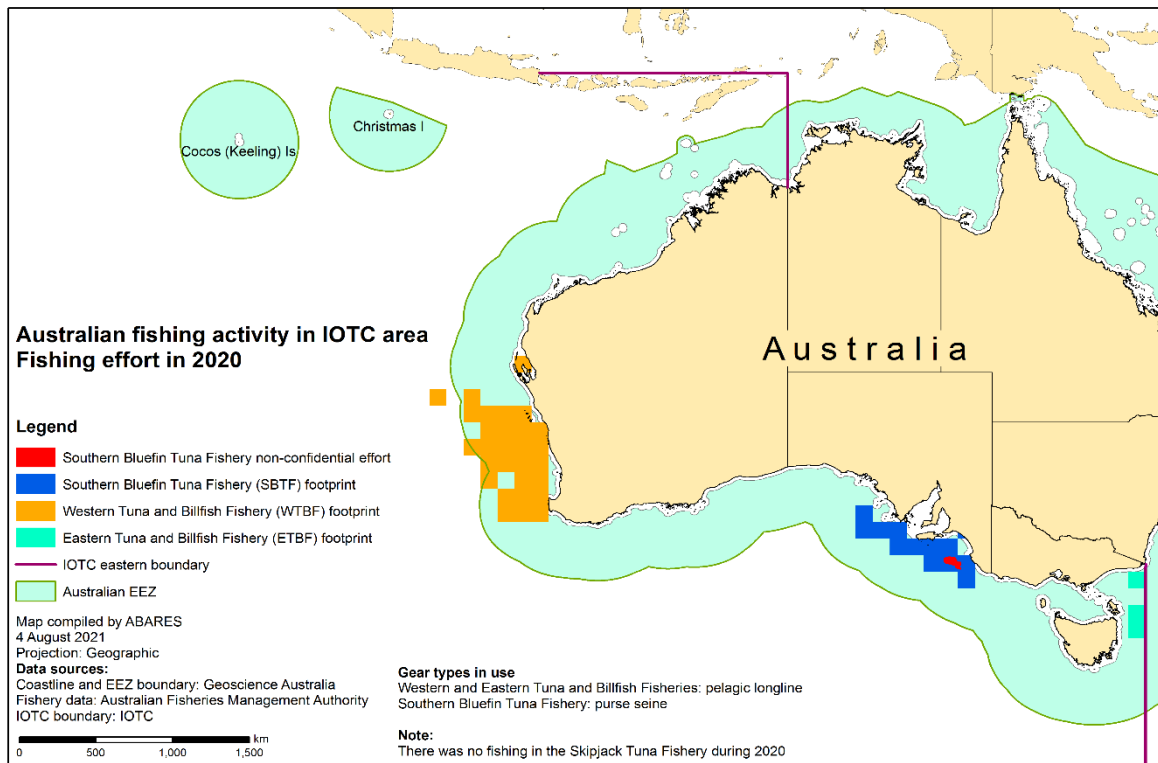 Cocos (Keeling) Is
Christmas I
Australia
Australian fishing activity in IOTC area
Fishing effort in 2020
Legend
Southern Bluefin Tuna Fishery non-confidential effort
Southern Bluefin Tuna Fishery (SBTF) footprint
Western Tuna and Billfish Fishery (WTBF) footprint
Eastern Tuna and Billfish Fishery (ETBF) footprint
IOTC eastern boundary
Australian EEZ
Map compiled by ABARES
4 August 2021
Projection: Geographic
Data sources:
Coastline and EEZ boundary: Geoscience Australia
Fishery data: Australian Fisheries Management Authority
IOTC boundary: IOTC
km
0 500 1,000 1,500
Gear types in use
Western and Eastern Tuna and Billfish Fisheries: pelagic longline
Southern Bluefin Tuna Fishery: purse seine
Note:
There was no fishing in the Skipjack Tuna Fishery during 2020